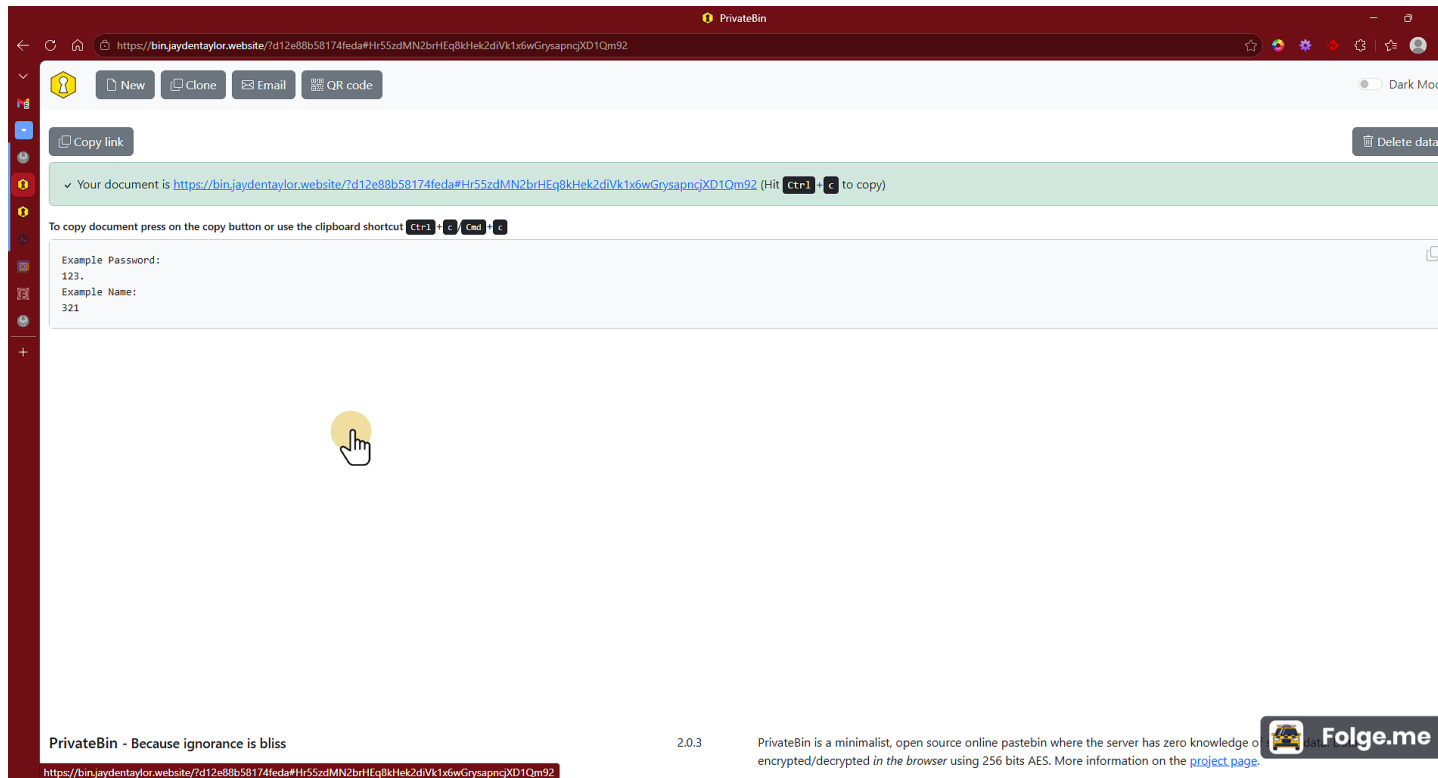 PrivateBin
https://bin.jaydentaylor.website/?d12e88b58174feda#Hr55zdMN2brHEq8kHek2diVk1x6wGrysapncjXD1Qm92
New Clone Email QR code Dark Mod
Copy link Delete data
Your document is https://bin.jaydentaylor.website/?d12e88b58174feda#Hr55zdMN2brHEq8kHek2diVk1x6wGrysapncjXD1Qm92 (Hit Ctrl + c to copy)
To copy document press on the copy button or use the clipboard shortcut Ctrl + c / Cmd + c
Example Password:
123.
Example Name:
321
PrivateBin - Because ignorance is bliss 2.0.3 PrivateBin is a minimalist, open source online pastebin where the server has zero knowledge of
encrypted/decrypted in the browser using 256 bits AES. More information on the project page.
Folge.me
https://bin.jaydentaylor.website/?d12e88b58174feda#Hr55zdMN2brHEq8kHek2diVk1x6wGrysapncjXD1Qm92